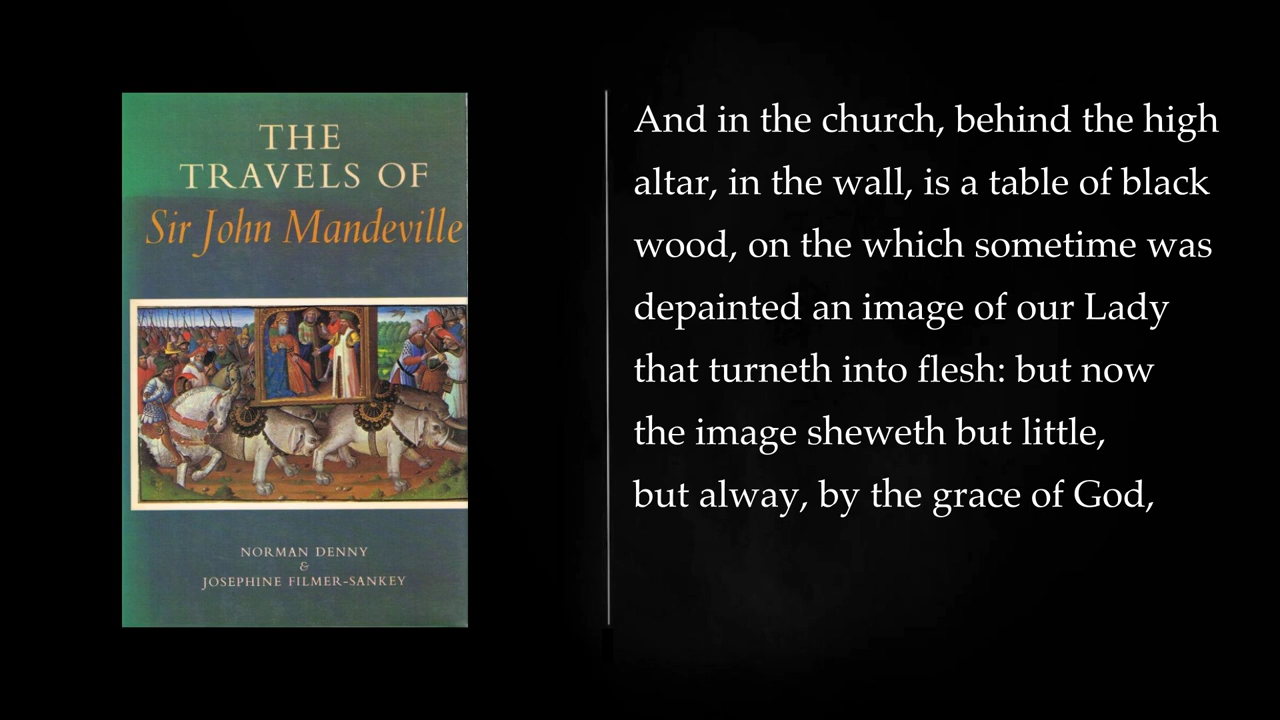 THE
TRAVELS OF
Sir John Mandeville
NORMAN DENNY
&
JOSEPHINE FILMER-SANKEY
And in the church, behind the high
altar, in the wall, is a table of black
wood, on the which sometime was
depainted an image of our Lady
that turneth into flesh: but now
the image sheweth but little,
but alway, by the grace of God,